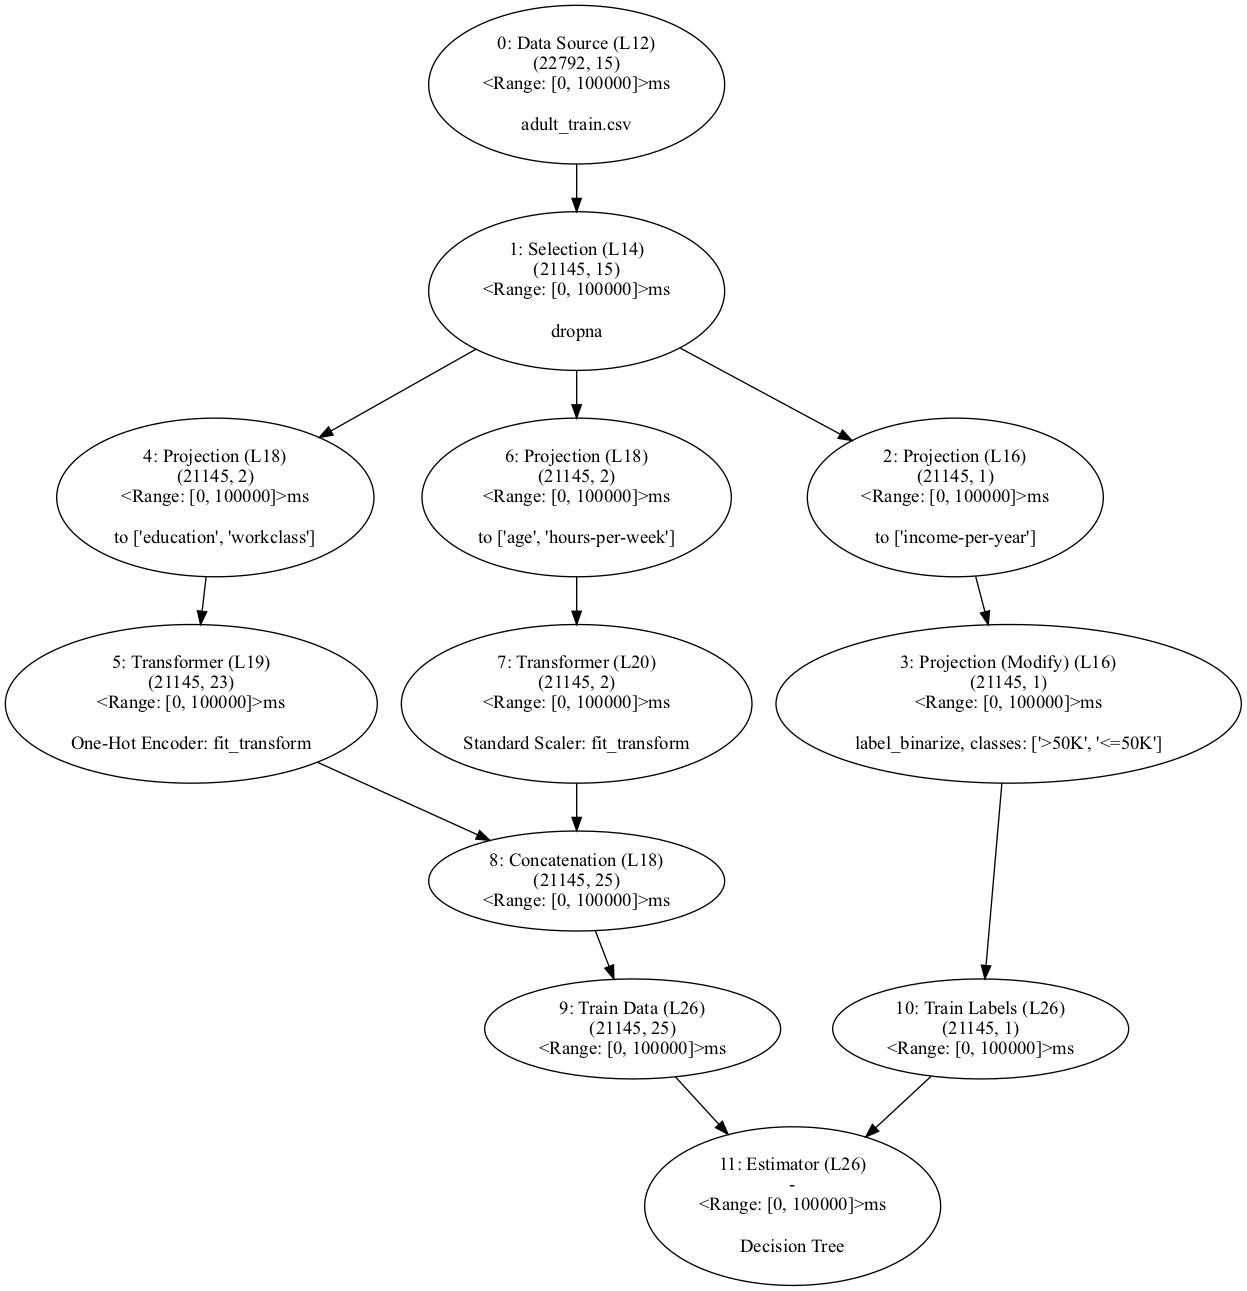 0: Data Source (L12)
(22792, 15)
<Range: [0, 100000]>ms
adult_train.csv
1: Selection (L14)
(21145, 15)
<Range: [0, 100000]>ms
dropna
4: Projection (L18)
(21145, 2)
<Range: [0, 100000]>ms
to ['education', 'workclass']
6: Projection (L18)
(21145, 2)
<Range: [0, 100000]>ms
to ['age', 'hours-per-week']
2: Projection (L16)
(21145, 1)
<Range: [0, 100000]>ms
to ['income-per-year']
5: Transformer (L19)
(21145, 23)
<Range: [0, 100000]>ms
One-Hot Encoder: fit_transform
7: Transformer (L20)
(21145, 2)
<Range: [0, 100000]>ms
Standard Scaler: fit_transform
3: Projection (Modify) (L16)
(21145, 1)
<Range: [0, 100000]>ms
label_binarize, classes: ['>50K', '<=50K']
8: Concatenation (L18)
(21145, 25)
<Range: [0, 100000]>ms
9: Train Data (L26)
(21145, 25)
<Range: [0, 100000]>ms
10: Train Labels (L26)
(21145, 1)
<Range: [0, 100000]>ms
11: Estimator (L26)
-
<Range: [0, 100000]>ms
Decision Tree